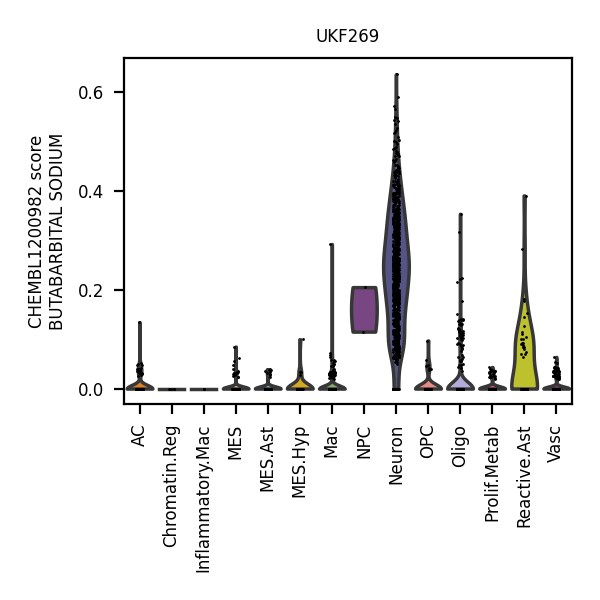 UKF269
CHEMBL1200982 score
BUTABARBITAL SODIUM
0.6
0.4
0.2
0.0
AC
Chromatin.Reg
Inflammatory.Mac
MES
MES.Ast
MES.Hyp
Mac
NPC
Neuron
OPC
Oligo
Prolif.Metab
Reactive.Ast
Vasc